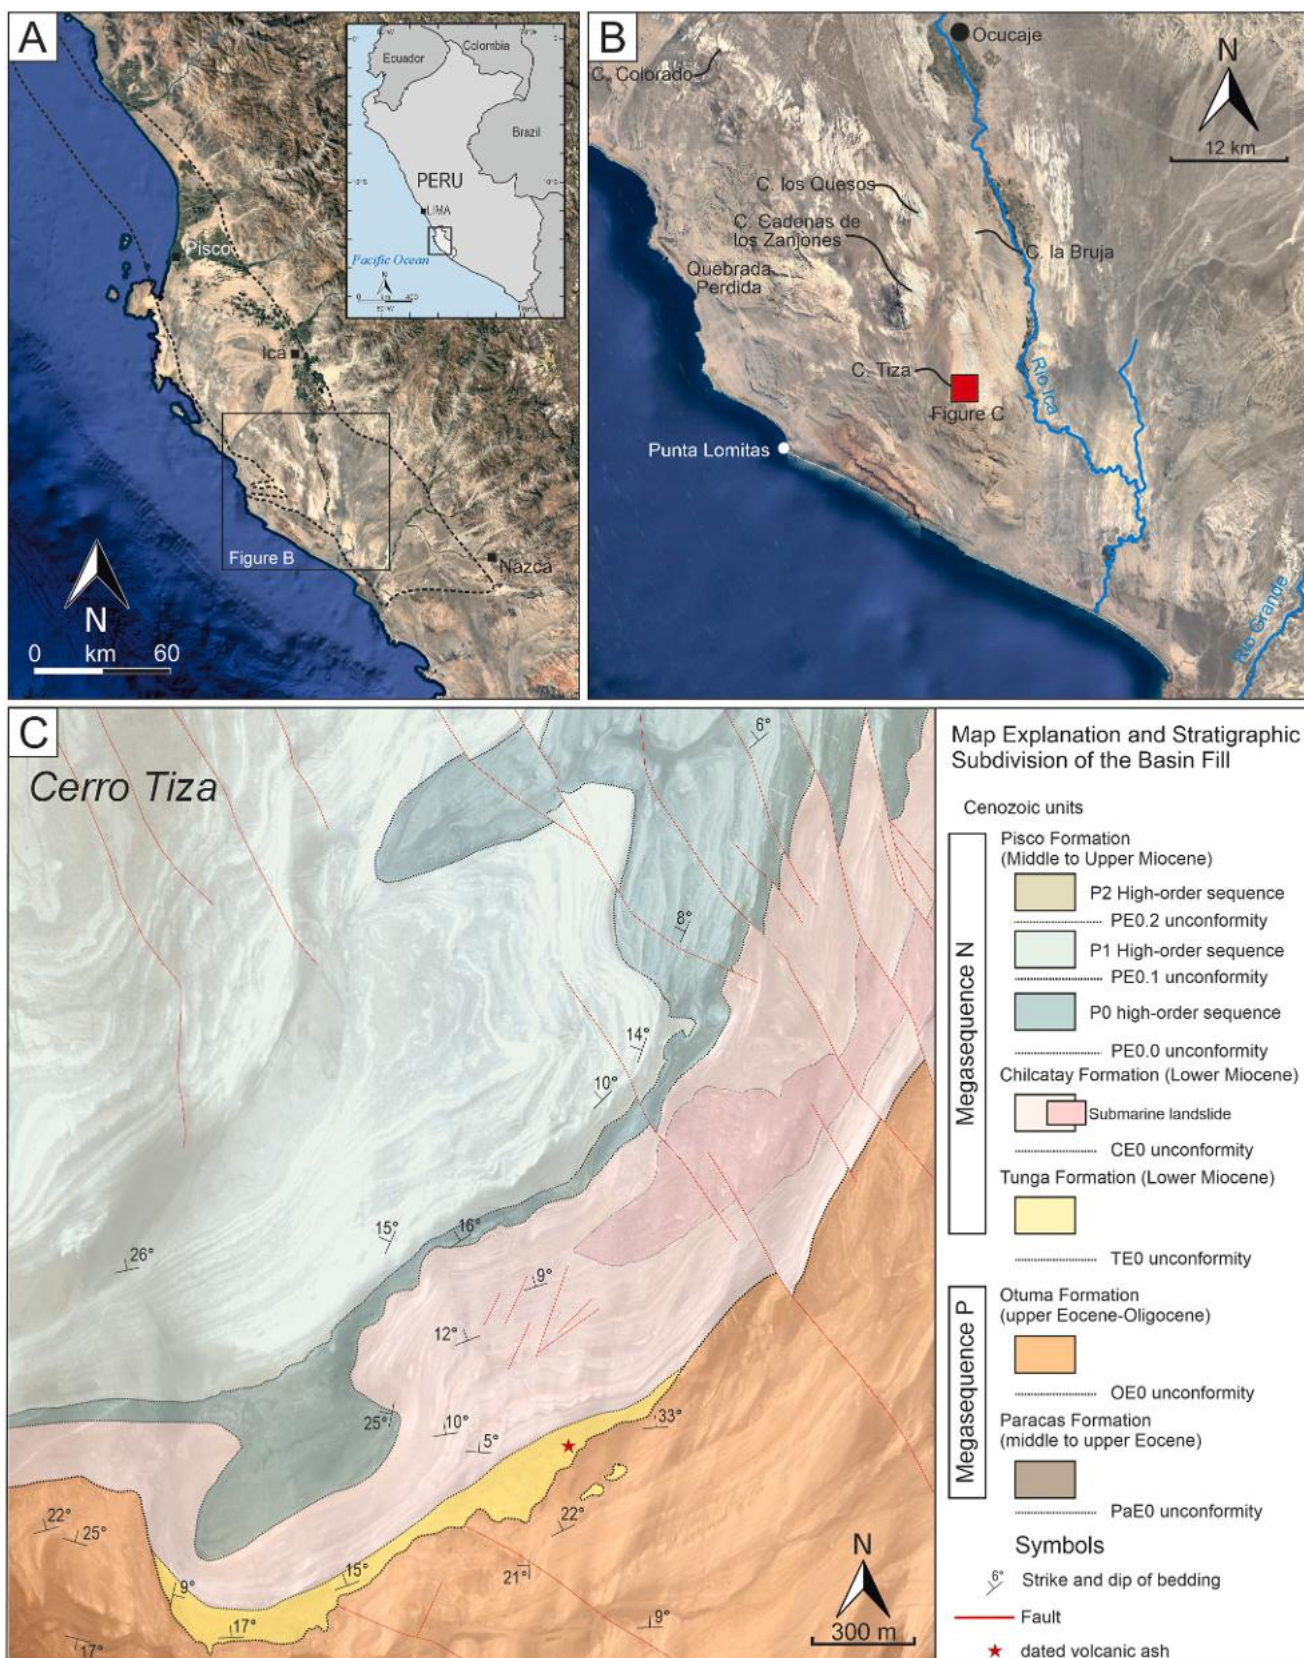 A
Ecuador
Colombia
Brazil
PERU
LIMA
Pacific Ocean
Pisco
Ica
Figure B
Nazca
N
0 km 60
B
Ocucaje
C. Colorado
N
12 km
C. los Quesos
C. Cadenas de
los Zanjones
C. la Bruja
Quebrada
Perdida
C. Tiza
Figure C
Río Ica
Punta Lomitas
Río Grande
C
Cerro Tiza
6°
8°
14°
10°
15°
16°
26°
9°
12°
25°
10°
5°
33°
22°
25°
22°
9°
15°
21°
17°
17°
9°
N
300 m
Map Explanation and Stratigraphic
Subdivision of the Basin Fill
Cenozoic units
Megasequence N
Pisco Formation
(Middle to Upper Miocene)
P2 High-order sequence
PE0.2 unconformity
P1 High-order sequence
PE0.1 unconformity
P0 high-order sequence
PE0.0 unconformity
Chilcatay Formation (Lower Miocene)
Submarine landslide
CE0 unconformity
Tunga Formation (Lower Miocene)
TE0 unconformity
Megasequence P
Otuma Formation
(upper Eocene-Oligocene)
OE0 unconformity
Paracas Formation
(middle to upper Eocene)
PaE0 unconformity
Symbols
6° Strike and dip of bedding
Fault
dated volcanic ash